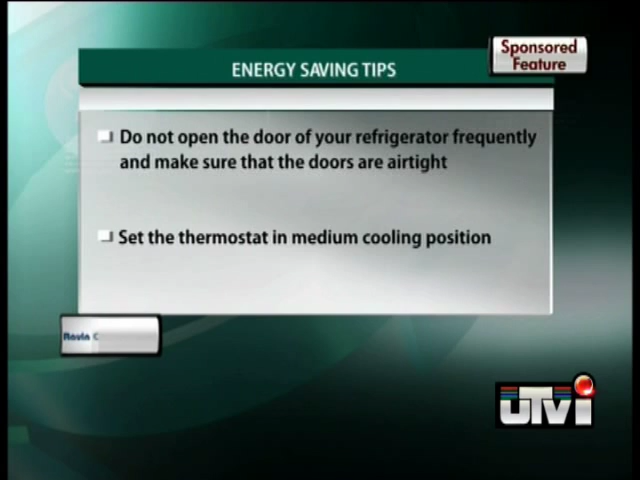 Sponsored
Feature
ENERGY SAVING TIPS
Do not open the door of your refrigerator frequently
and make sure that the doors are airtight
Set the thermostat in medium cooling position
UTVi